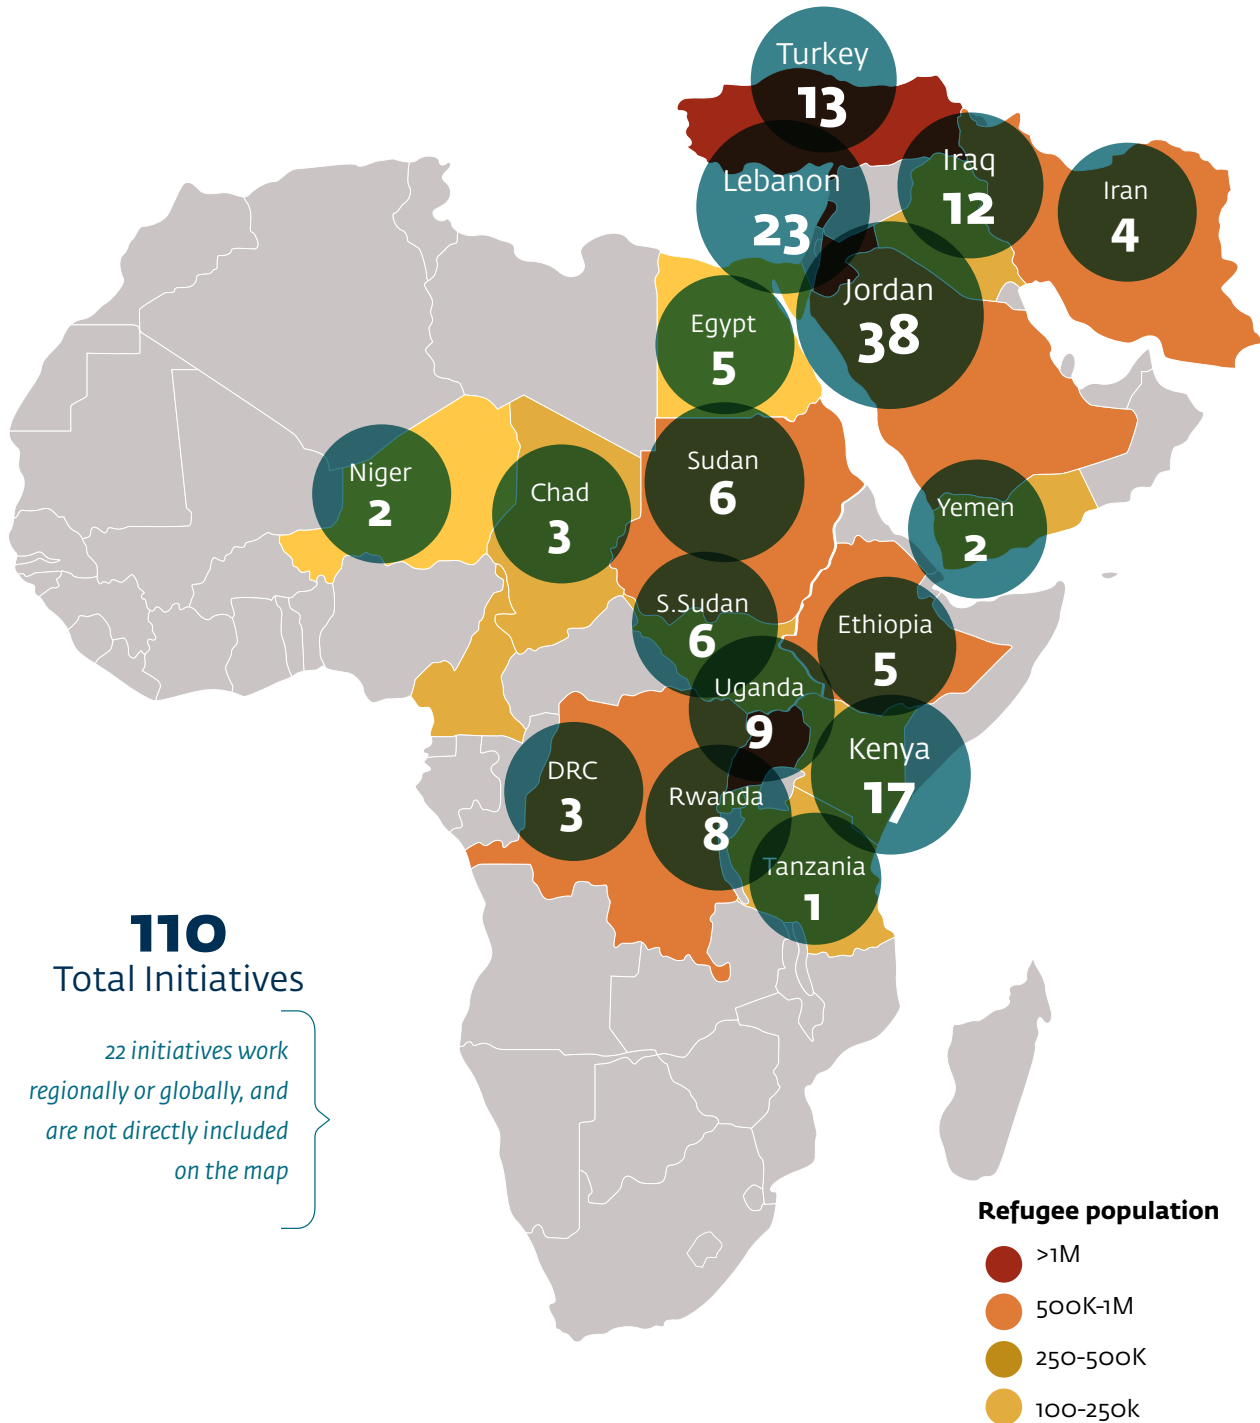 Turkey
13
Lebanon
23
Iraq
12
Iran
4
Jordan
38
Egypt
5
Sudan
6
Niger
2
Chad
3
Yemen
2
S.Sudan
6
Ethiopia
5
Uganda
9
Kenya
17
DRC
3
Rwanda
8
Tanzania
1
110
Total Initiatives
22 initiatives work
regionally or globally, and
are not directly included
on the map
Refugee population
>1M
500K-1M
250-500K
100-250k